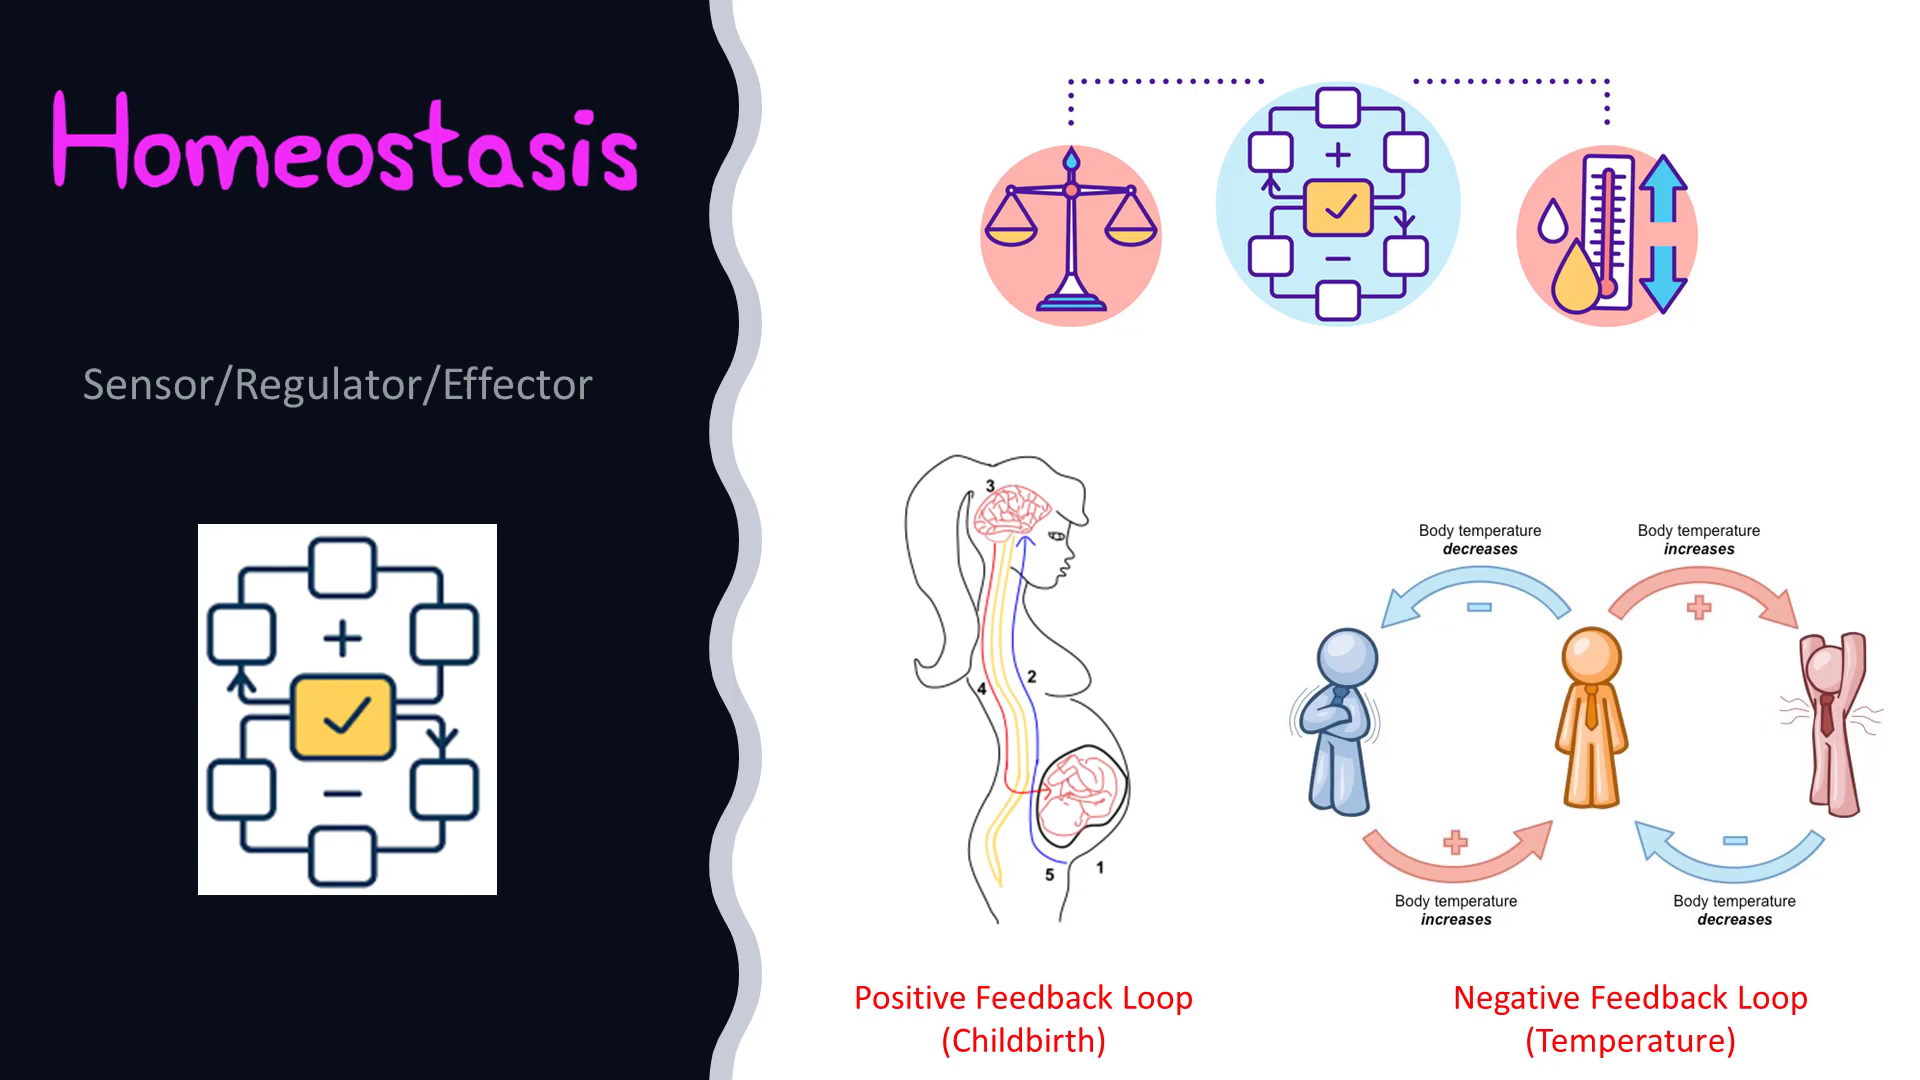 Homeostasis
Sensor/Regulator/Effector
+
−
+
−
3
2
4
5
1
Positive Feedback Loop
(Childbirth)
Body temperature
decreases
Body temperature
increases
−
+
+
−
Body temperature
increases
Body temperature
decreases
Negative Feedback Loop
(Temperature)